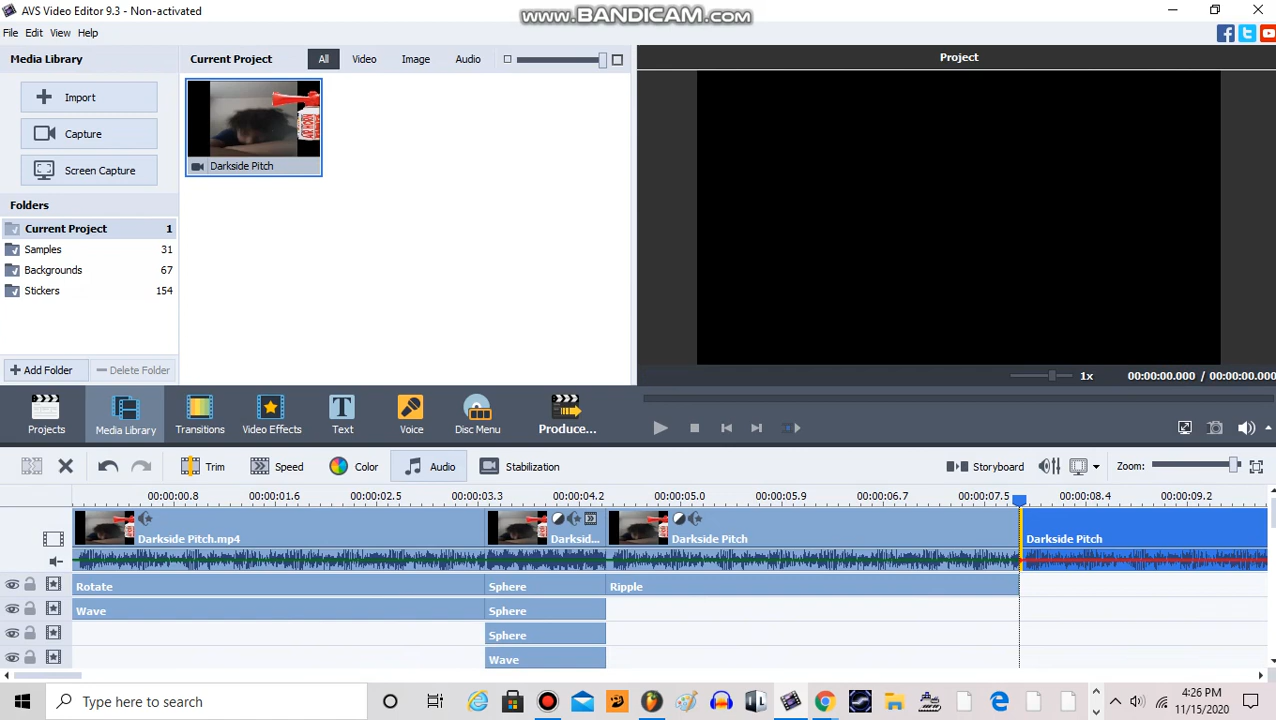 AVS Video Editor 9.3 - Non-activated
www.BANDICAM.com
File Edit View Help
Media Library
Current Project
All
Video
Image
Audio
Project
Import
AIR HORN
Capture
Darkside Pitch
Screen Capture
Folders
Current Project 1
Samples 31
Backgrounds 67
Stickers 154
Add Folder
Delete Folder
1x
00:00:00.000 / 00:00:00.000
Projects
Media Library
Transitions
Video Effects
Text
Voice
Disc Menu
Produce...
Trim
Speed
Color
Audio
Stabilization
Storyboard
Zoom:
00:00:00.8 00:00:01.6 00:00:02.5 00:00:03.3 00:00:04.2 00:00:05.0 00:00:05.9 00:00:06.7 00:00:07.5 00:00:08.4 00:00:09.2
Darkside Pitch.mp4
Darksid...
Darkside Pitch
Darkside Pitch
Rotate
Sphere
Ripple
Wave
Sphere
Sphere
Wave
Type here to search
4:26 PM
11/15/2020